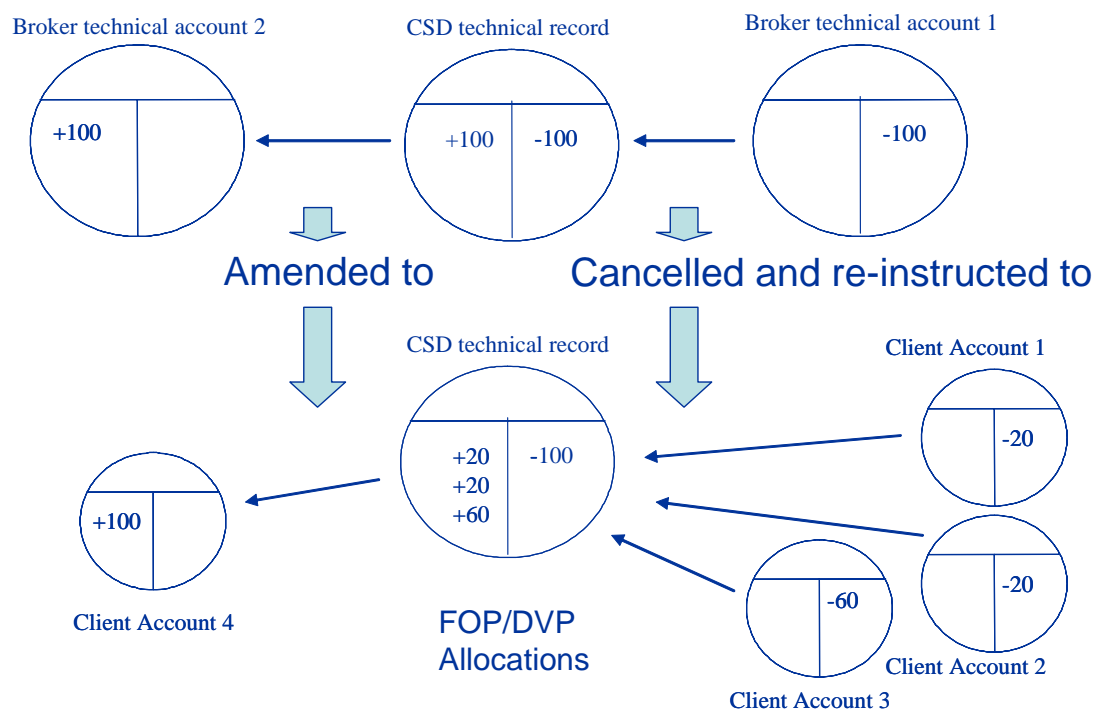 Broker technical account 2
CSD technical record
Broker technical account 1
+100
+100
-100
-100
Amended to
Cancelled and re-instructed to
CSD technical record
Client Account 1
+20
-100
+20
+60
-20
+100
-20
-60
Client Account 4
FOP/DVP
Allocations
Client Account 2
Client Account 3